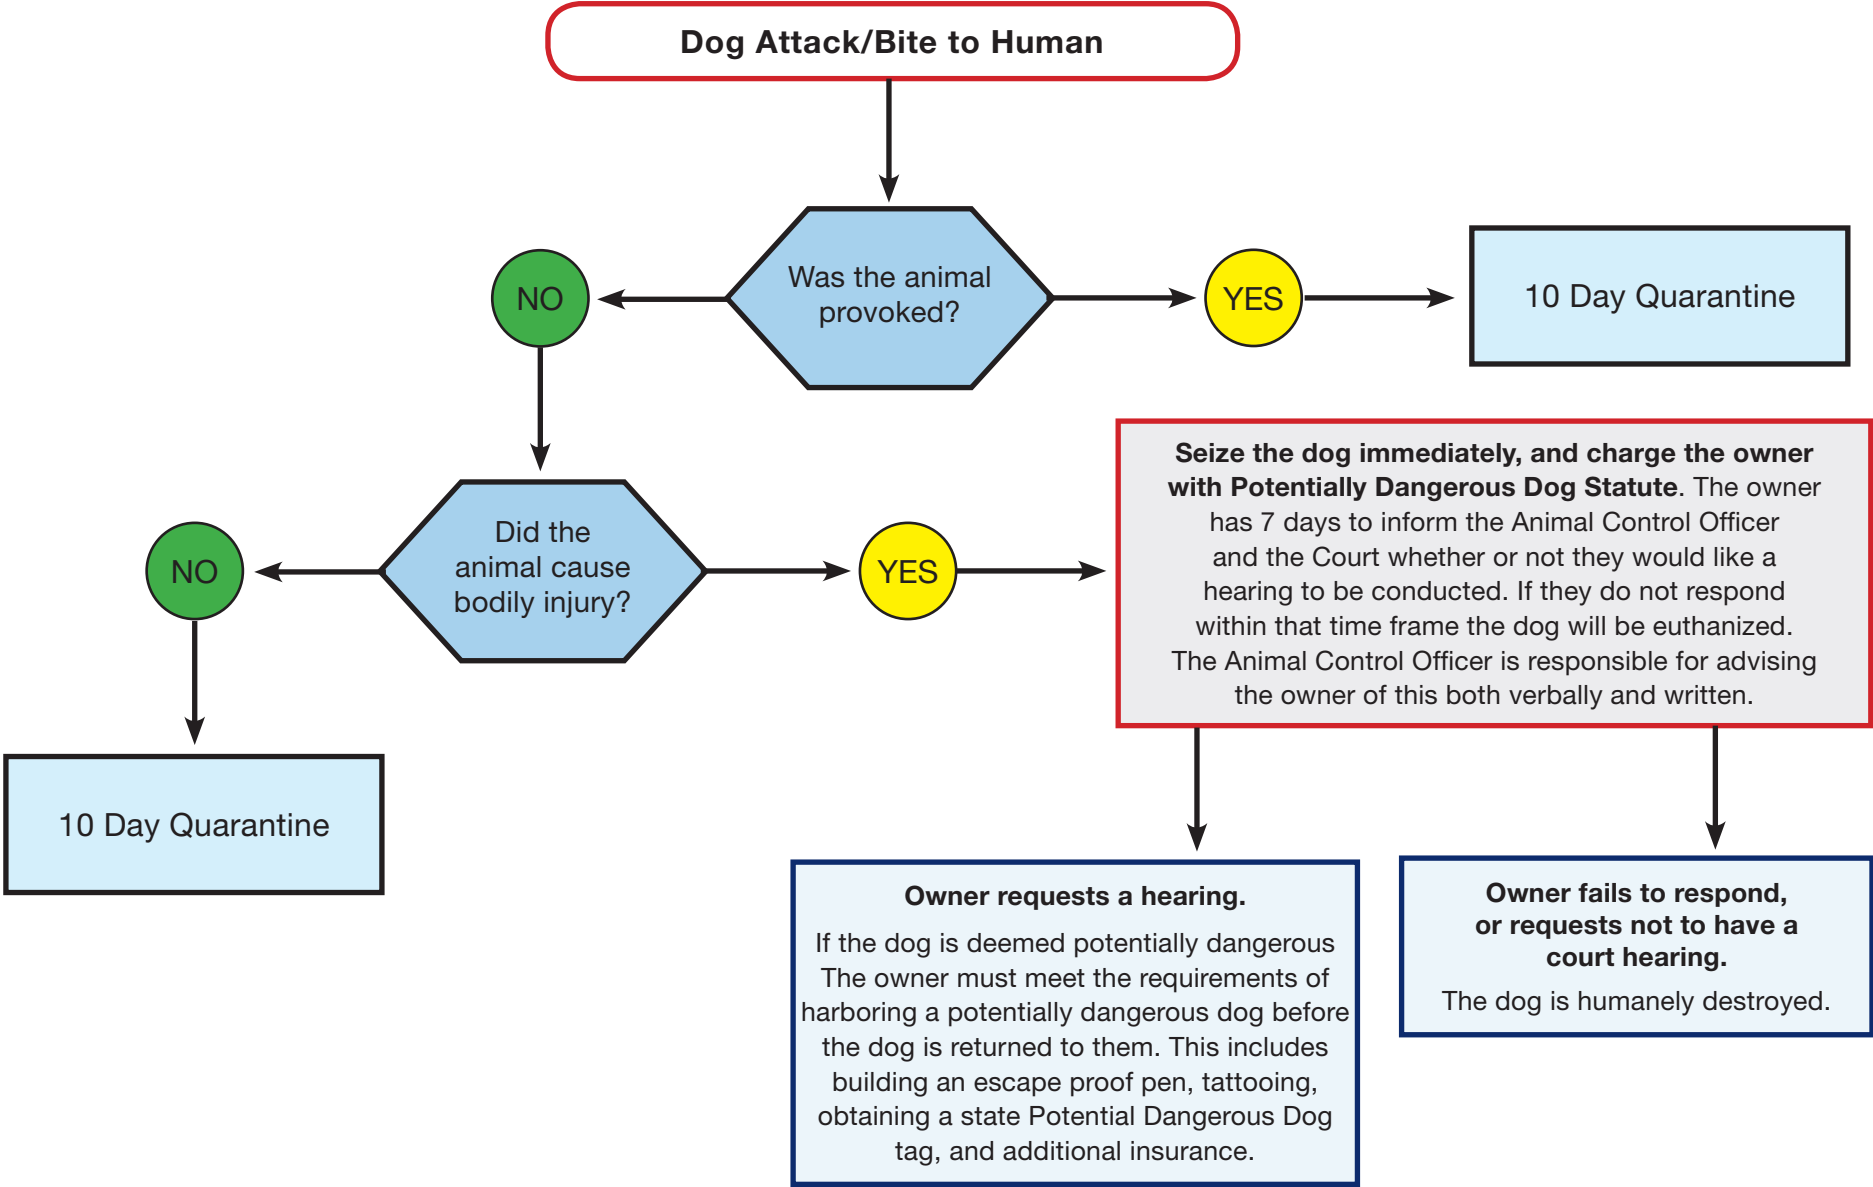 Dog Attack/Bite to Human
Was the animal
provoked?
NO
YES
10 Day Quarantine
Did the
animal cause
bodily injury?
NO
YES
Seize the dog immediately, and charge the owner
with Potentially Dangerous Dog Statute. The owner
has 7 days to inform the Animal Control Officer
and the Court whether or not they would like a
hearing to be conducted. If they do not respond
within that time frame the dog will be euthanized.
The Animal Control Officer is responsible for advising
the owner of this both verbally and written.
10 Day Quarantine
Owner requests a hearing.
If the dog is deemed potentially dangerous
The owner must meet the requirements of
harboring a potentially dangerous dog before
the dog is returned to them. This includes
building an escape proof pen, tattooing,
obtaining a state Potential Dangerous Dog
tag, and additional insurance.
Owner fails to respond,
or requests not to have a
court hearing.
The dog is humanely destroyed.